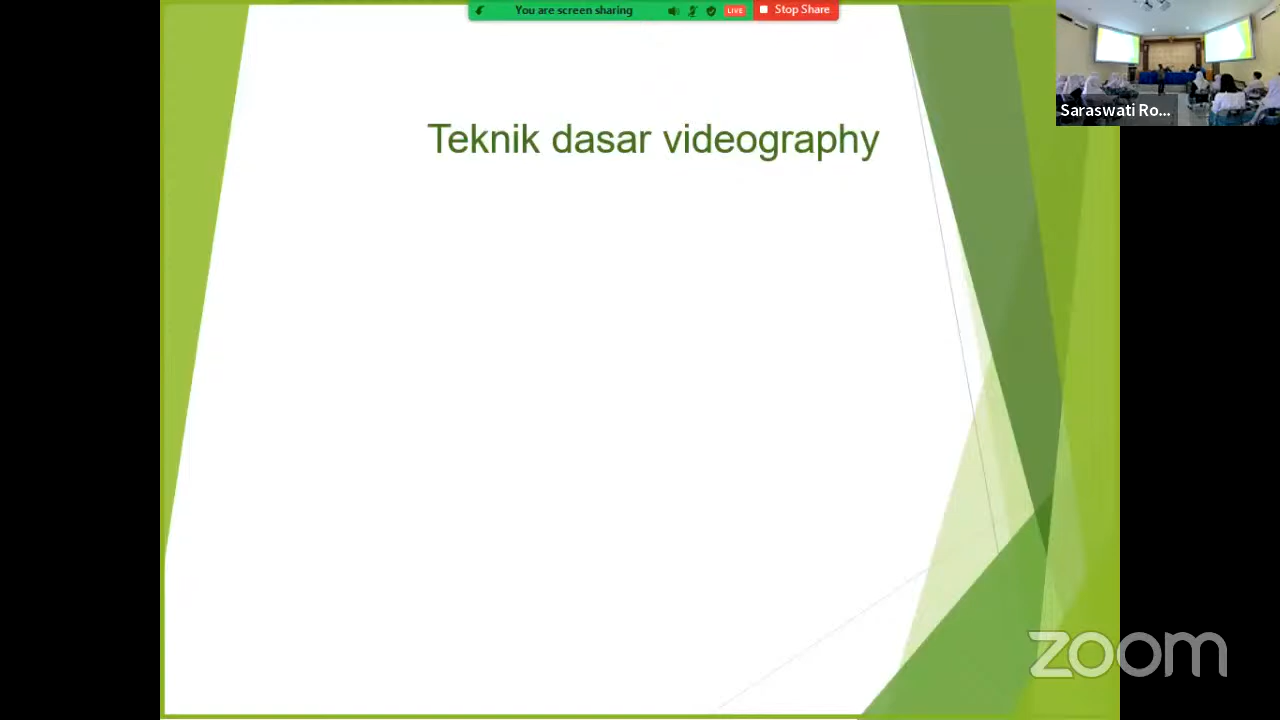 You are screen sharing
LIVE
Stop Share
Saraswati Ro...
Teknik dasar videography
zoom